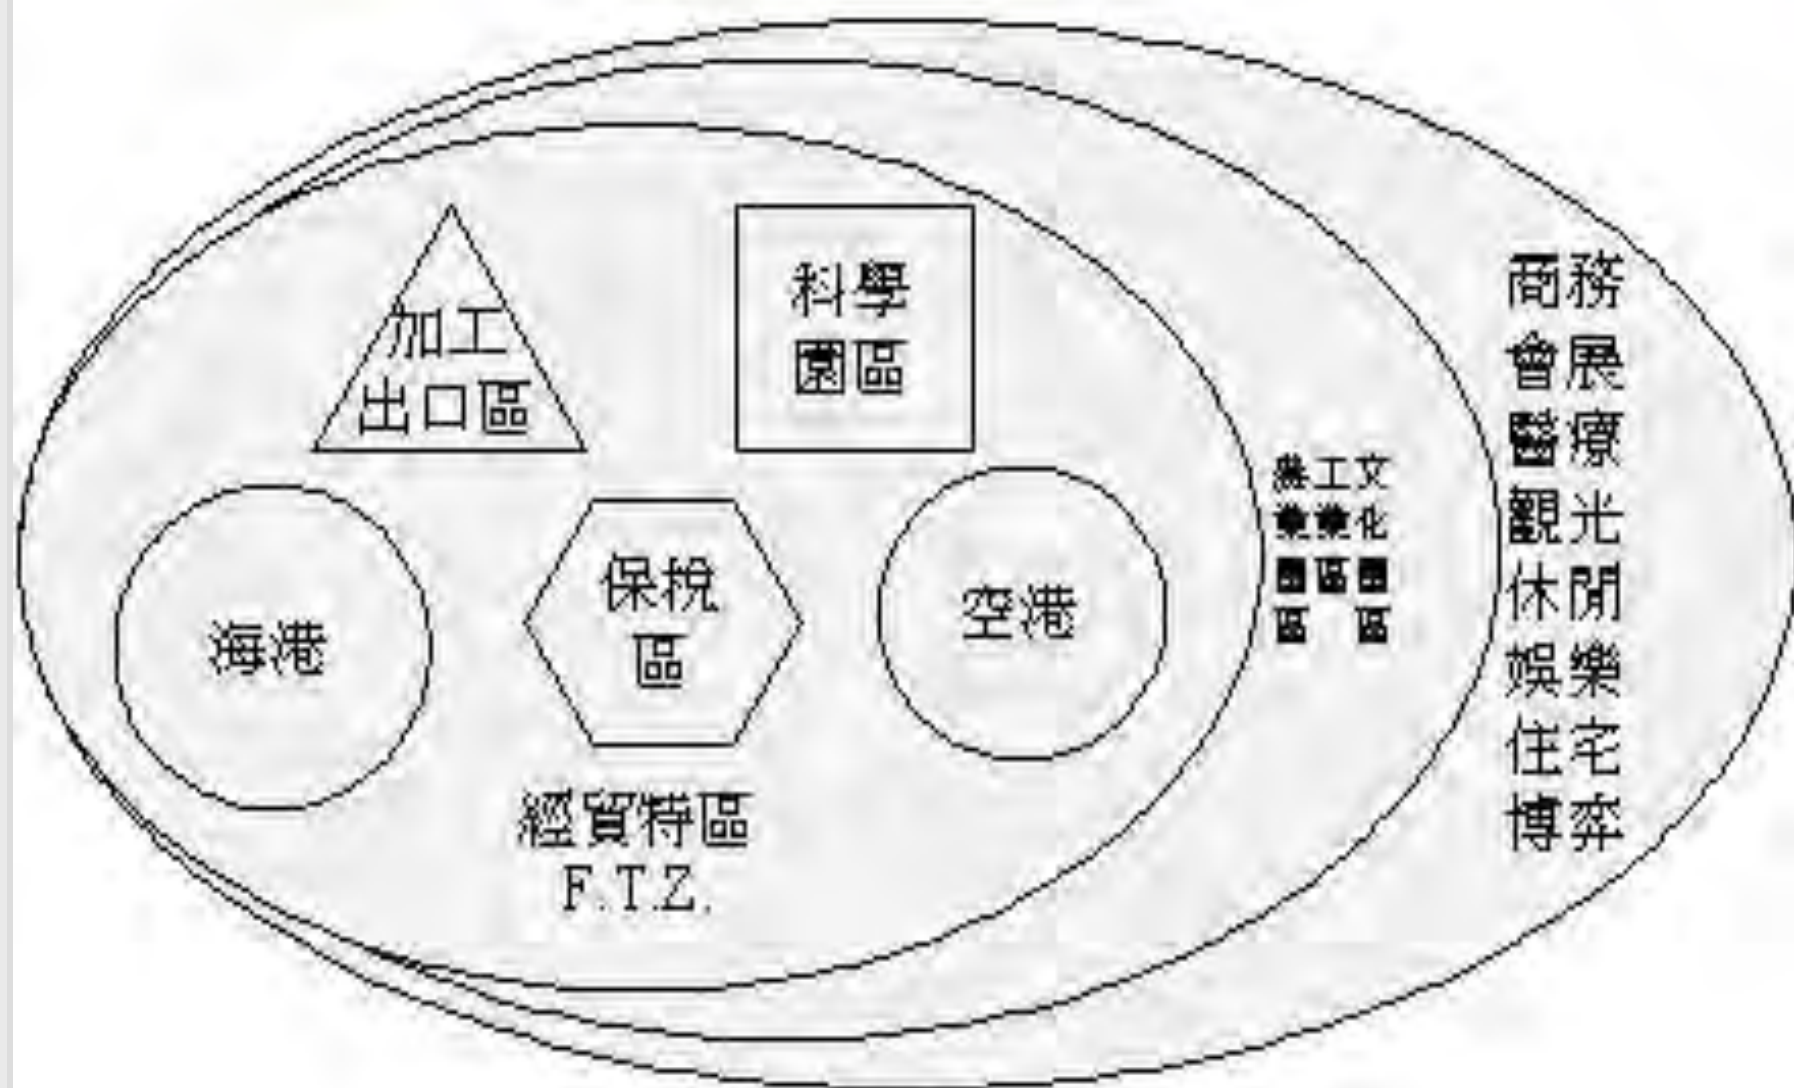 加工
出口區
科學
園區
海港
保稅
區
空港
經貿特區
F.T.Z.
農業園區
工業區
文化園區
商務
會展
醫療
觀光
休閒
娛樂
住宅
博弈